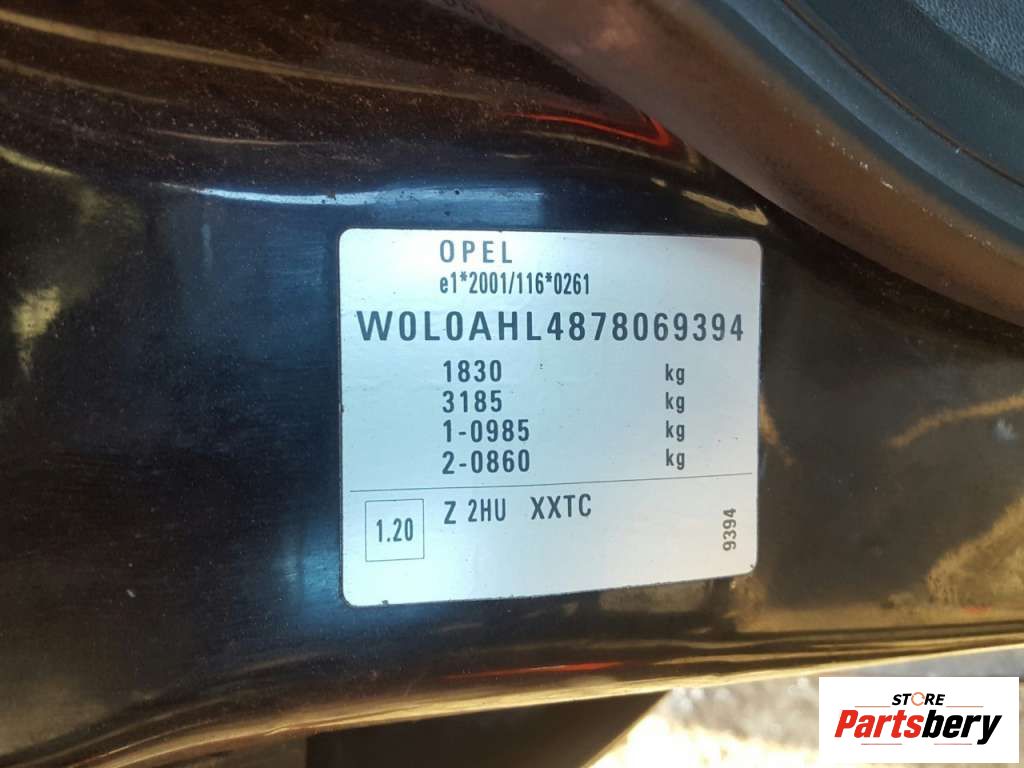 OPEL
e1*2001/116*0261
W0L0AHL4878069394
1830 kg
3185 kg
1-0985 kg
2-0860 kg
1.20 Z 2HU XXTC
9394
STORE
Partsbery